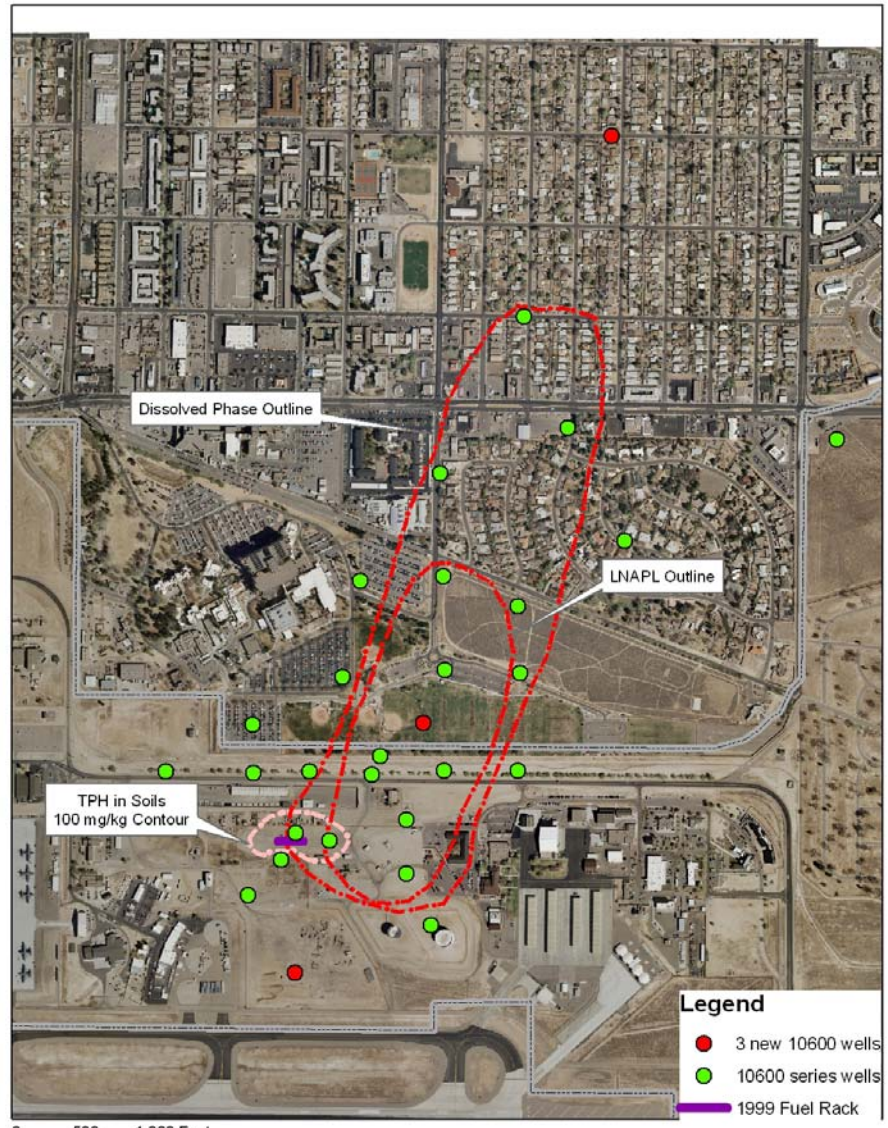 Dissolved Phase Outline
LNAPL Outline
TPH in Soils
100 mg/kg Contour
Legend
3 new 10600 wells
10600 series wells
1999 Fuel Rack